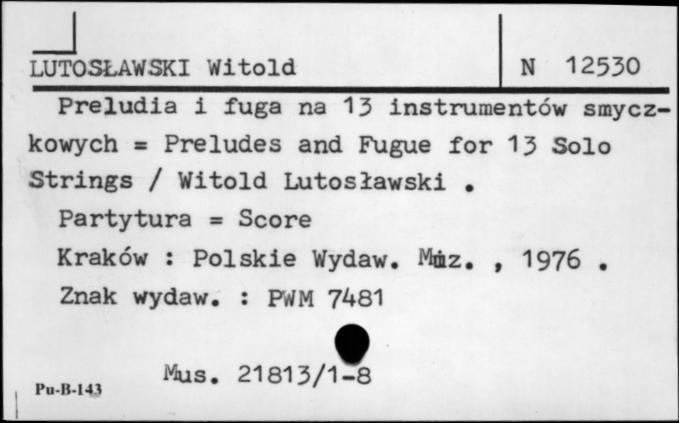 LUTOSŁAWSKI Witold
N 12530
Preludia i fuga na 13 instrumentów smycz-
kowych = Preludes and Fugue for 13 Solo
Strings / Witold Lutosławski .
Partytura = Score
Kraków : Polskie Wydaw. Muz. , 1976 .
Znak wydaw. : PWM 7481
Mus. 21813/1-8
Pu-B-143